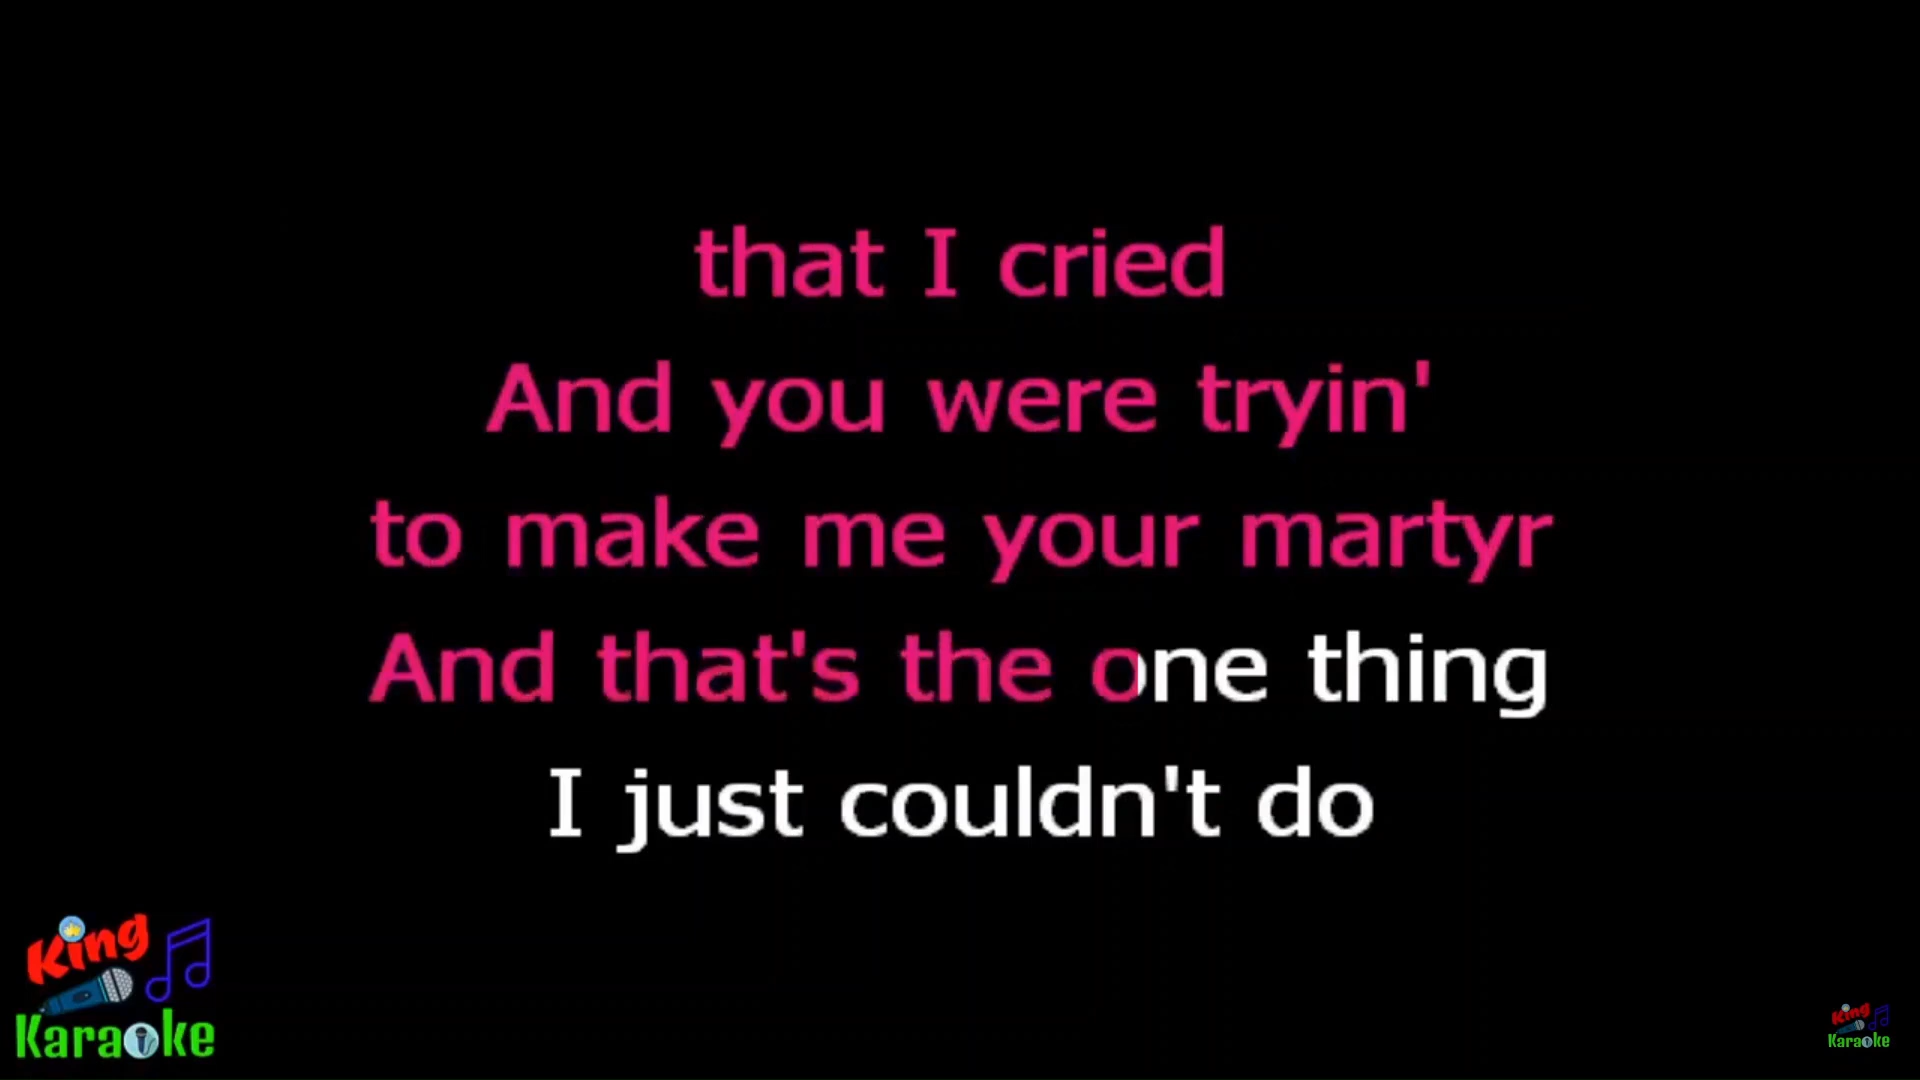 that I cried
And you were tryin'
to make me your martyr
And that's the one thing
I just couldn't do
King
Karaoke
King
Karaoke